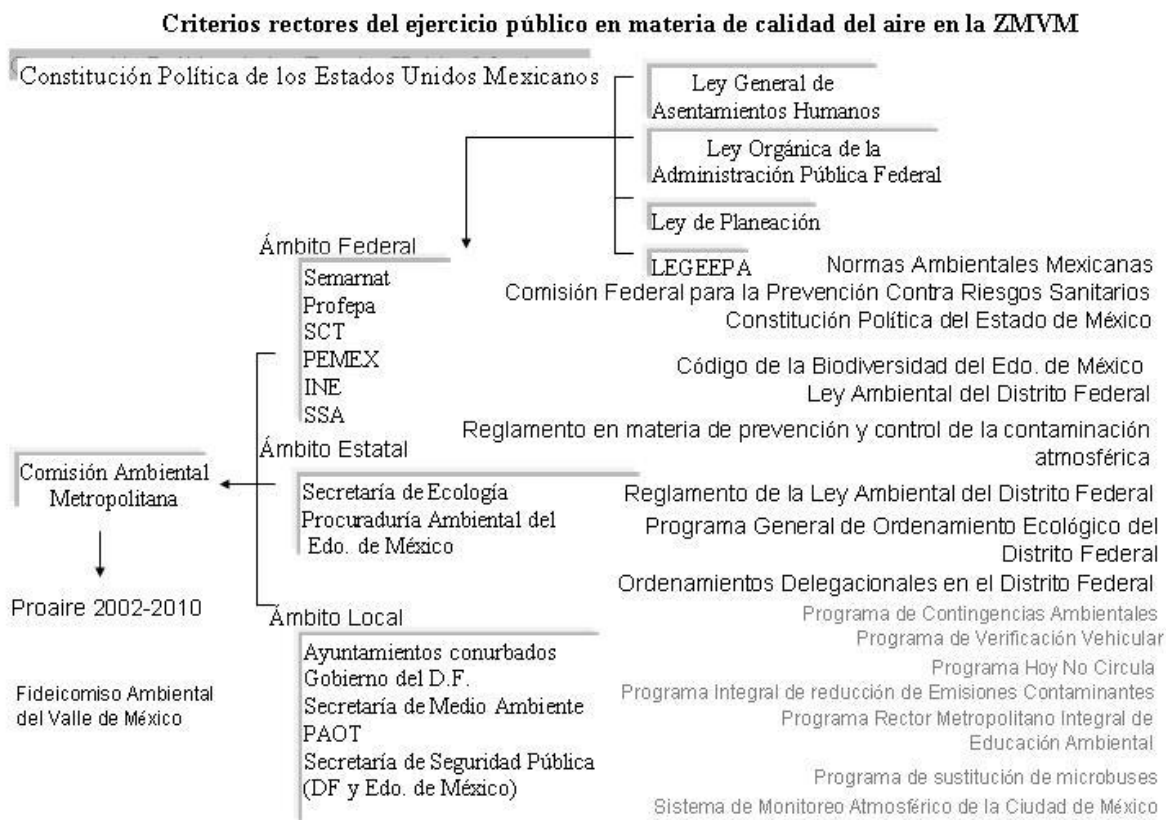 Criterios rectores del ejercicio público en materia de calidad del aire en la ZMVM
Constitución Política de los Estados Unidos Mexicanos
Ley General de
Asentamientos Humanos
Ley Orgánica de la
Administración Pública Federal
Ley de Planeación
LEGEEPA
Ámbito Federal
Semarnat
Profepa
SCT
PEMEX
INE
SSA
Ámbito Estatal
Secretaría de Ecología
Procuraduría Ambiental del
Edo. de México
Ámbito Local
Ayuntamientos conurbados
Gobierno del D.F.
Secretaría de Medio Ambiente
PAOT
Secretaría de Seguridad Pública
(DF y Edo. de México)
Comisión Ambiental
Metropolitana
Proaire 2002-2010
Fideicomiso Ambiental
del Valle de México
Normas Ambientales Mexicanas
Comisión Federal para la Prevención Contra Riesgos Sanitarios
Constitución Política del Estado de México
Código de la Biodiversidad del Edo. de México
Ley Ambiental del Distrito Federal
Reglamento en materia de prevención y control de la contaminación
atmosférica
Reglamento de la Ley Ambiental del Distrito Federal
Programa General de Ordenamiento Ecológico del
Distrito Federal
Ordenamientos Delegacionales en el Distrito Federal
Programa de Contingencias Ambientales
Programa de Verificación Vehicular
Programa Hoy No Circula
Programa Integral de reducción de Emisiones Contaminantes
Programa Rector Metropolitano Integral de
Educación Ambiental
Programa de sustitución de microbuses
Sistema de Monitoreo Atmosférico de la Ciudad de México